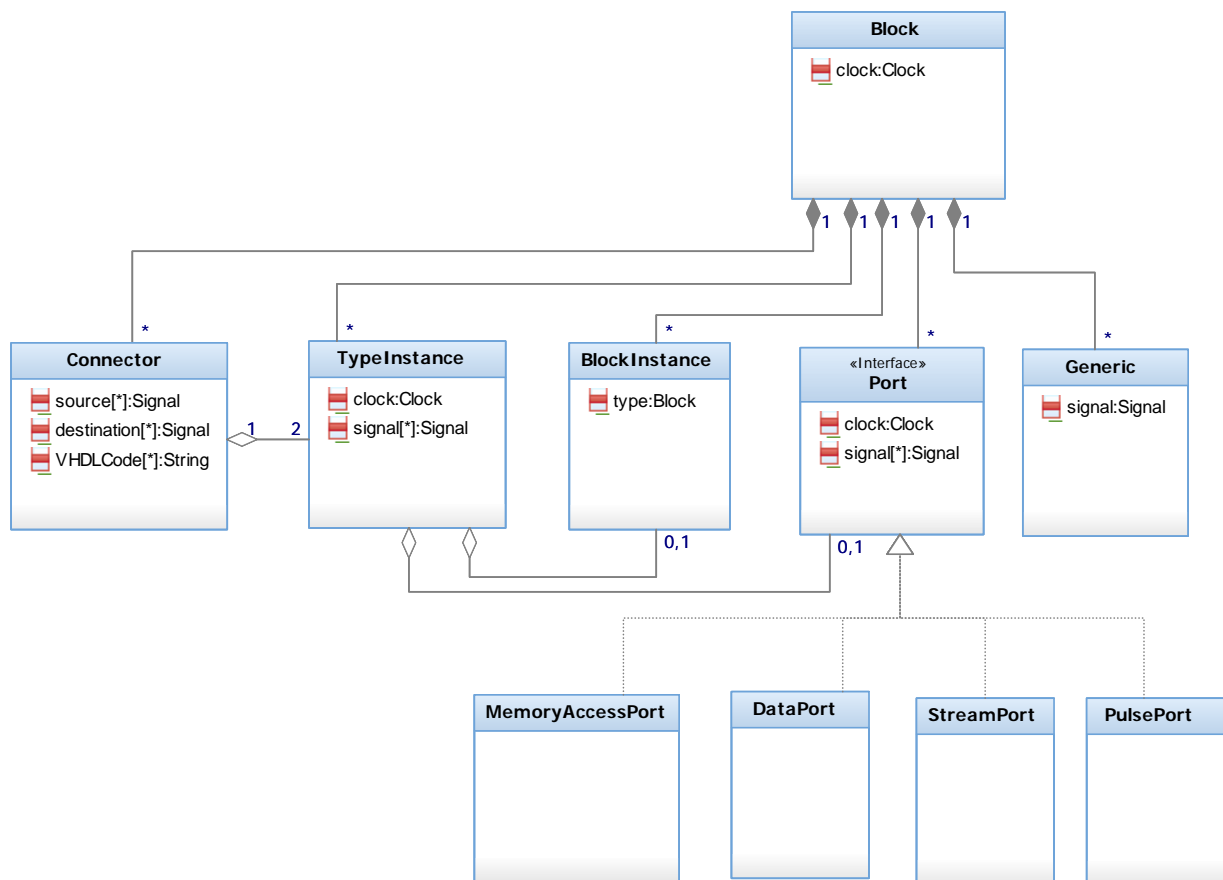 Block
clock:Clock
1 1 1 1 1
* * * * *
Connector
source[*]:Signal
destination[*]:Signal
VHDLCode[*]:String
1 2
TypeInstance
clock:Clock
signal[*]:Signal
BlockInstance
type:Block
0,1
«Interface»
Port
clock:Clock
signal[*]:Signal
0,1
Generic
signal:Signal
MemoryAccessPort
DataPort
StreamPort
PulsePort